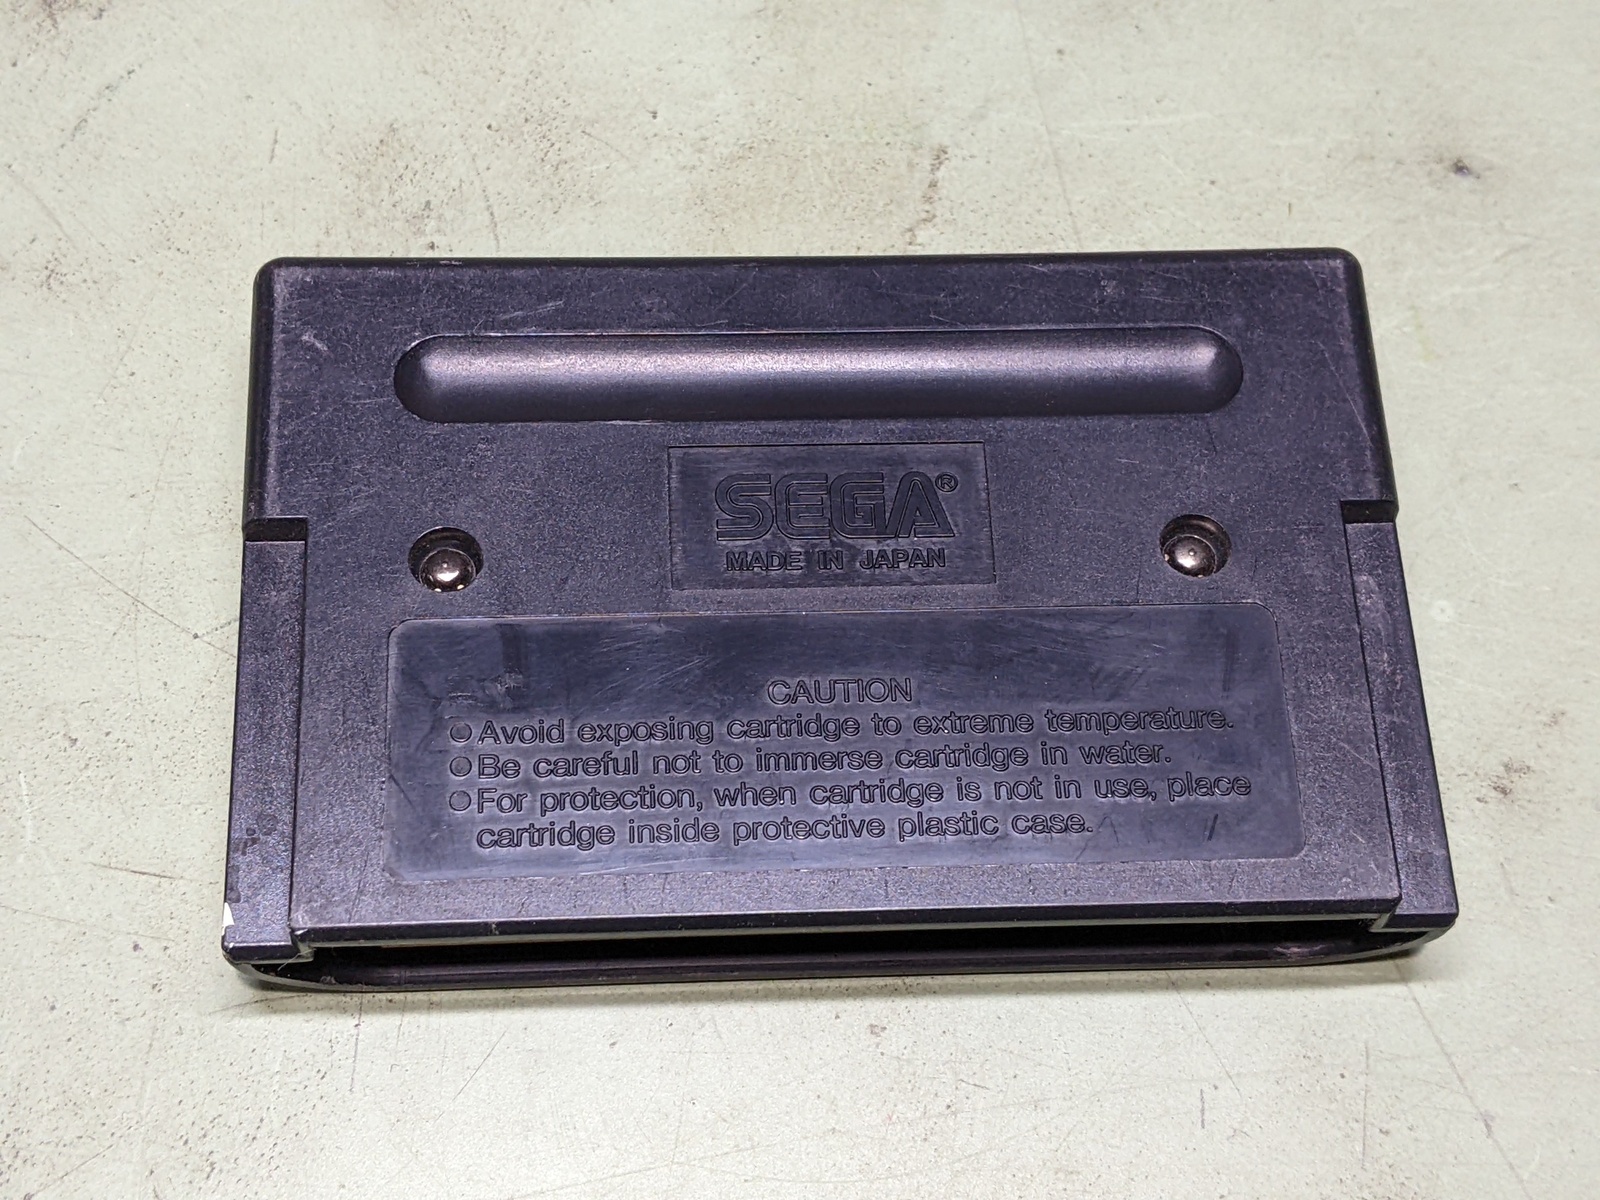 SEGA®
MADE IN JAPAN
CAUTION
● Avoid exposing cartridge to extreme temperature.
● Be careful not to immerse cartridge in water.
● For protection, when cartridge is not in use, place
cartridge inside protective plastic case.